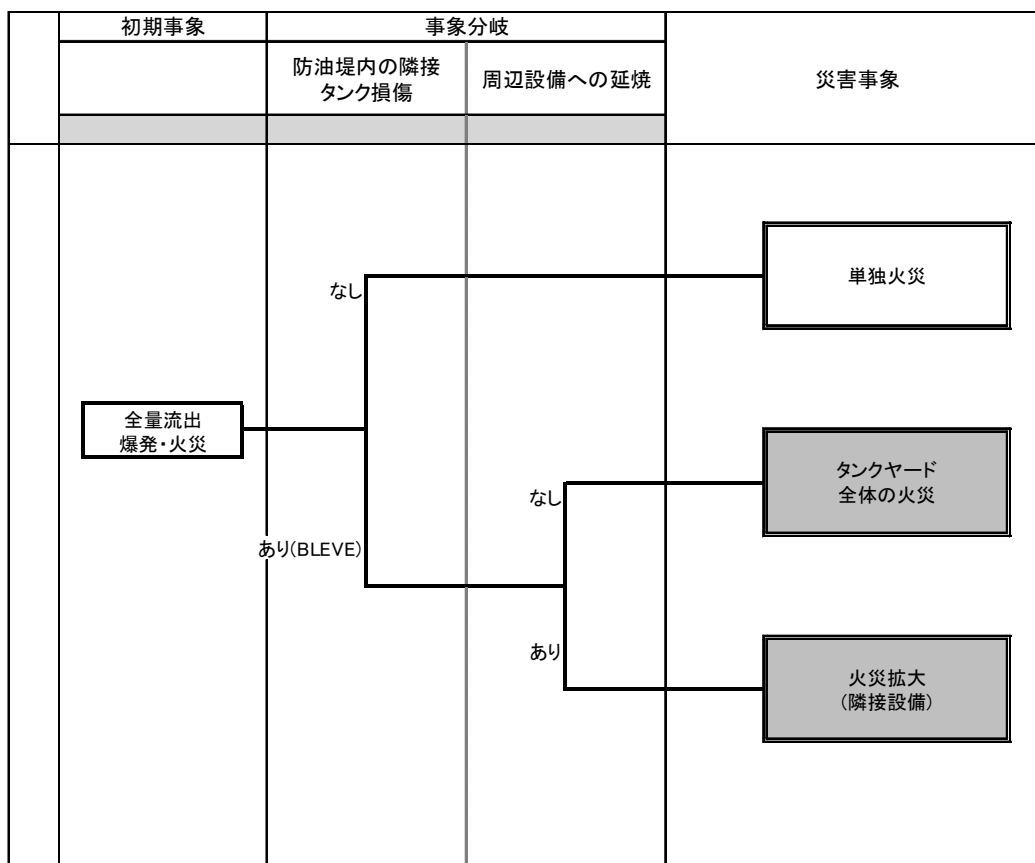 初期事象
事象分岐
災害事象
防油堤内の隣接
タンク損傷
周辺設備への延焼
なし
単独火災
全量流出
爆発・火災
なし
タンクヤード
全体の火災
あり(BLEVE)
あり
火災拡大
(隣接設備)